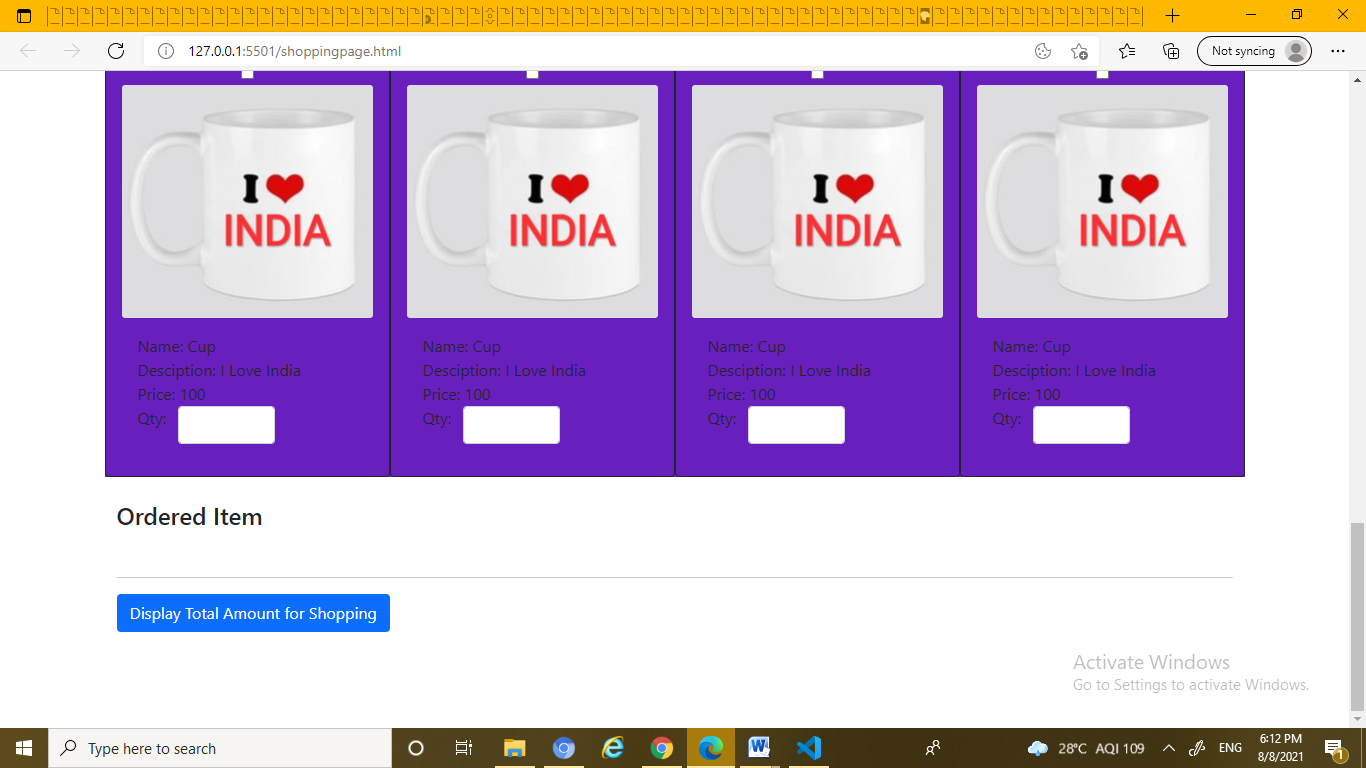 127.0.0.1:5501/shoppingpage.html
Not syncing
I ❤ INDIA
I ❤ INDIA
I ❤ INDIA
I ❤ INDIA
Name: Cup
Desciption: I Love India
Price: 100
Qty:
Name: Cup
Desciption: I Love India
Price: 100
Qty:
Name: Cup
Desciption: I Love India
Price: 100
Qty:
Name: Cup
Desciption: I Love India
Price: 100
Qty:
Ordered Item
Display Total Amount for Shopping
Activate Windows
Go to Settings to activate Windows.
Type here to search
28°C AQI 109
ENG
6:12 PM
8/8/2021
1